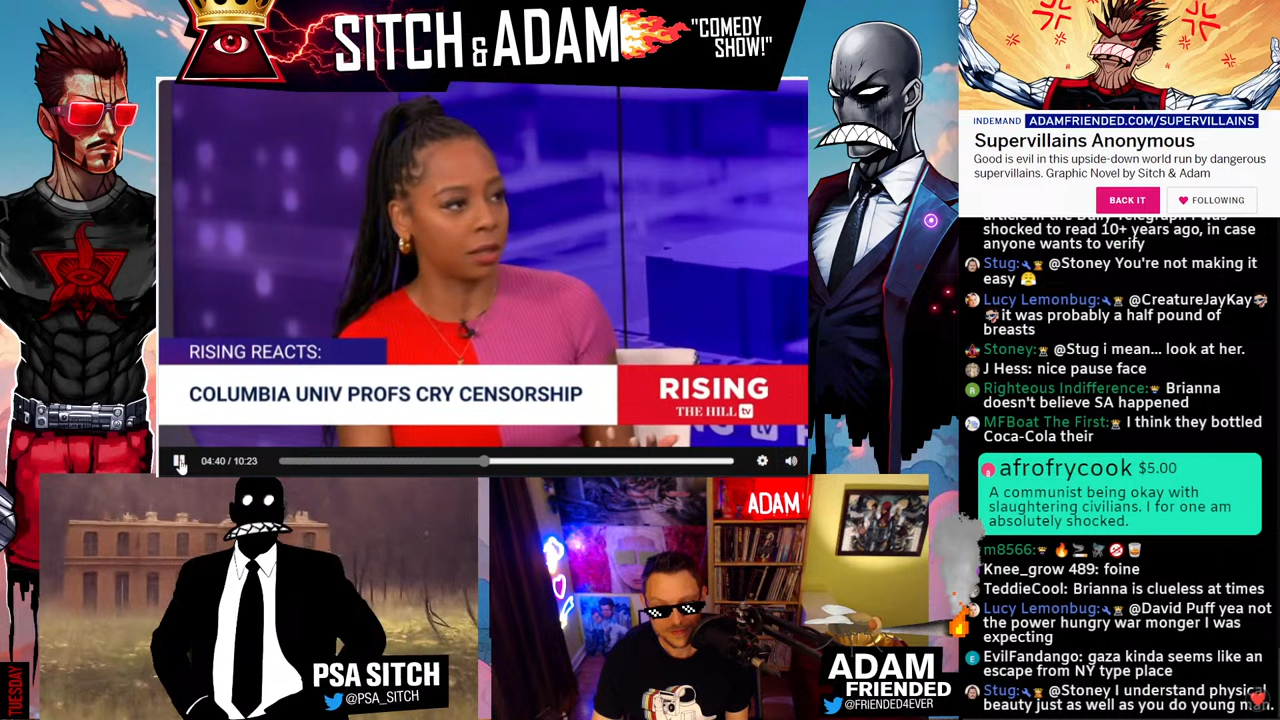 SITCH & ADAM
"COMEDY
SHOW!"
RISING REACTS:
COLUMBIA UNIV PROFS CRY CENSORSHIP
RISING
THE HILL tv
tv
04:40 / 10:23
ADAM
PSA SITCH
@PSA_SITCH
ADAM
FRIENDED
@FRIENDED4EVER
TUESDAY
INDEMAND ADAMFRIENDED.COM/SUPERVILLAINS
Supervillains Anonymous
Good is evil in this upside-down world run by dangerous
supervillains. Graphic Novel by Sitch & Adam
BACK IT
FOLLOWING
article in the Daily Telegraph I was
shocked to read 10+ years ago, in case
anyone wants to verify
Stug: @Stoney You're not making it
easy
Lucy Lemonbug: @CreatureJayKay
it was probably a half pound of
breasts
Stoney: @Stug i mean... look at her.
J Hess: nice pause face
Righteous Indifference: Brianna
doesn't believe SA happened
MFBoat The First: I think they bottled
Coca-Cola their
afrofrycook $5.00
A communist being okay with
slaughtering civilians. I for one am
absolutely shocked.
m8566:
Knee_grow 489: foine
TeddieCool: Brianna is clueless at times
Lucy Lemonbug: @David Puff yea not
the power hungry war monger I was
expecting
EvilFandango: gaza kinda seems like an
escape from NY type place
Stug: @Stoney I understand physical
beauty just as well as you do young man.